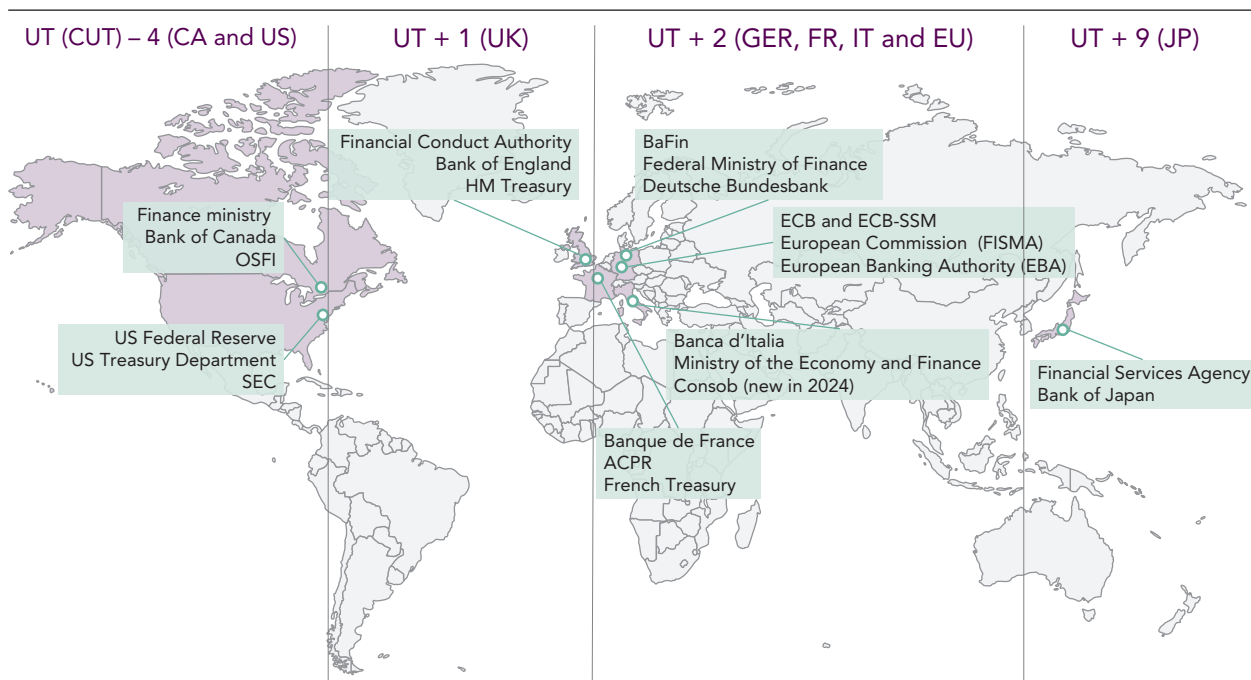 UT (CUT) – 4 (CA and US)
UT + 1 (UK)
UT + 2 (GER, FR, IT and EU)
UT + 9 (JP)
Financial Conduct Authority
Bank of England
HM Treasury
BaFin
Federal Ministry of Finance
Deutsche Bundesbank
Finance ministry
Bank of Canada
OSFI
ECB and ECB-SSM
European Commission (FISMA)
European Banking Authority (EBA)
US Federal Reserve
US Treasury Department
SEC
Banca d’Italia
Ministry of the Economy and Finance
Consob (new in 2024)
Financial Services Agency
Bank of Japan
Banque de France
ACPR
French Treasury